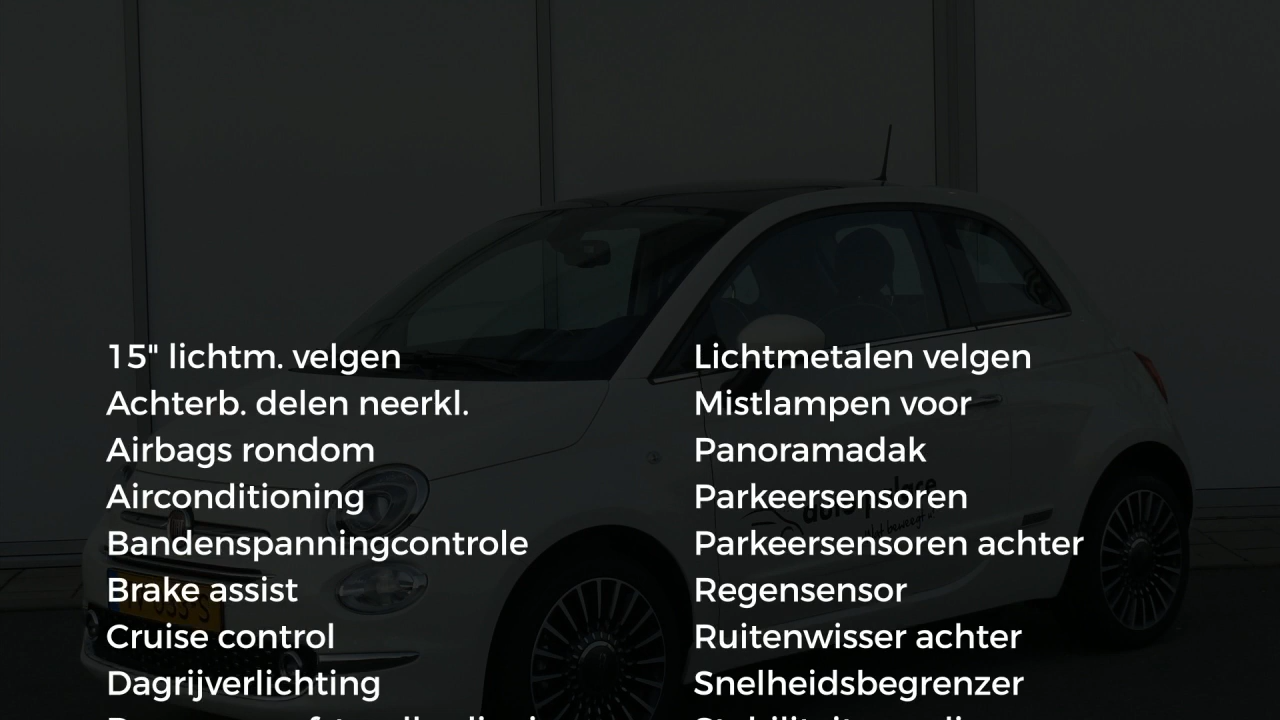 15" lichtm. velgen
Achterb. delen neerkl.
Airbags rondom
Airconditioning
Bandenspanningcontrole
Brake assist
Cruise control
Dagrijverlichting
Lichtmetalen velgen
Mistlampen voor
Panoramadak
Parkeersensoren
Parkeersensoren achter
Regensensor
Ruitenwisser achter
Snelheidsbegrenzer